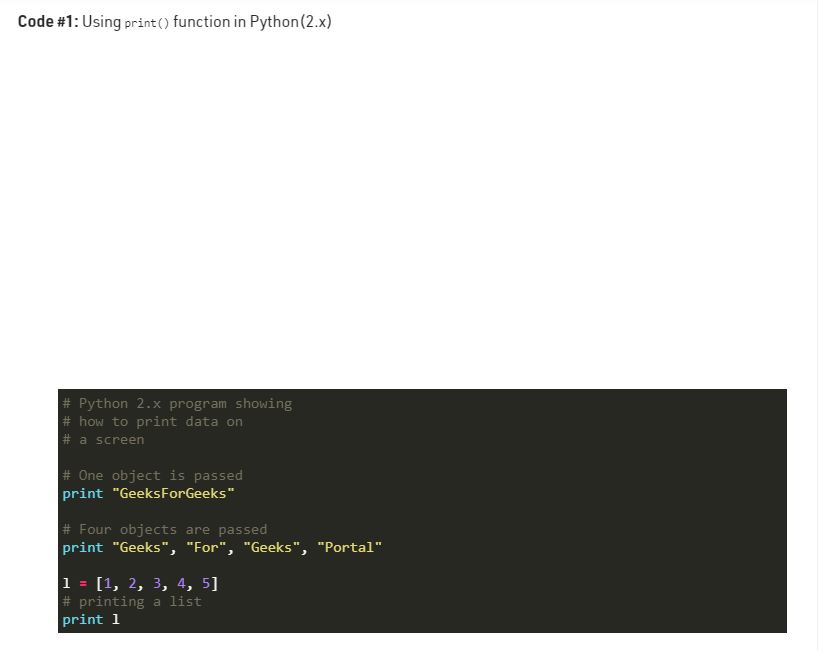 Code #1: Using print() function in Python(2.x)
# Python 2.x program showing
# how to print data on
# a screen
# One object is passed
print "GeeksForGeeks"
# Four objects are passed
print "Geeks", "For", "Geeks", "Portal"
l = [1, 2, 3, 4, 5]
# printing a list
print l